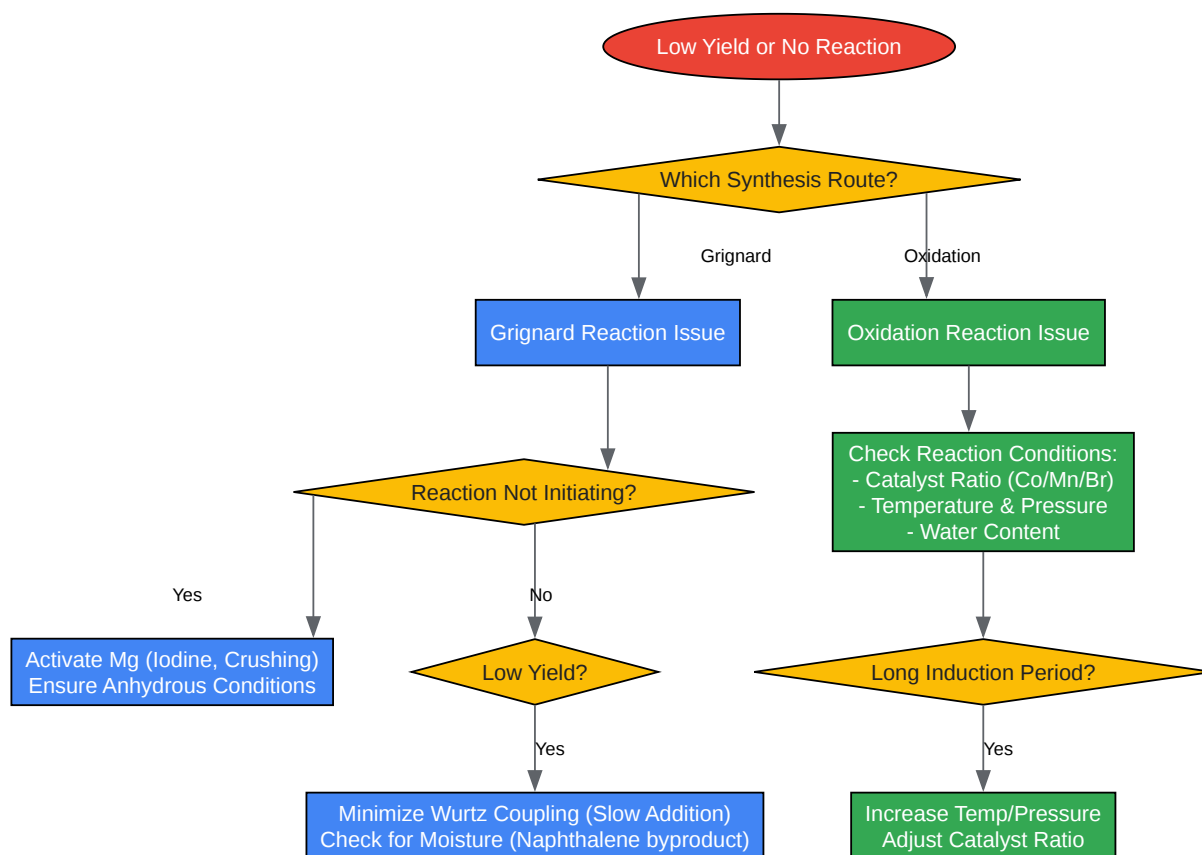 Low Yield or No Reaction
Which Synthesis Route?
Grignard
Oxidation
Grignard Reaction Issue
Oxidation Reaction Issue
Check Reaction Conditions:
- Catalyst Ratio (Co/Mn/Br)
- Temperature & Pressure
- Water Content
Reaction Not Initiating?
Yes
No
Activate Mg (Iodine, Crushing)
Ensure Anhydrous Conditions
Low Yield?
Long Induction Period?
Yes
Yes
Minimize Wurtz Coupling (Slow Addition)
Check for Moisture (Naphthalene byproduct)
Increase Temp/Pressure
Adjust Catalyst Ratio